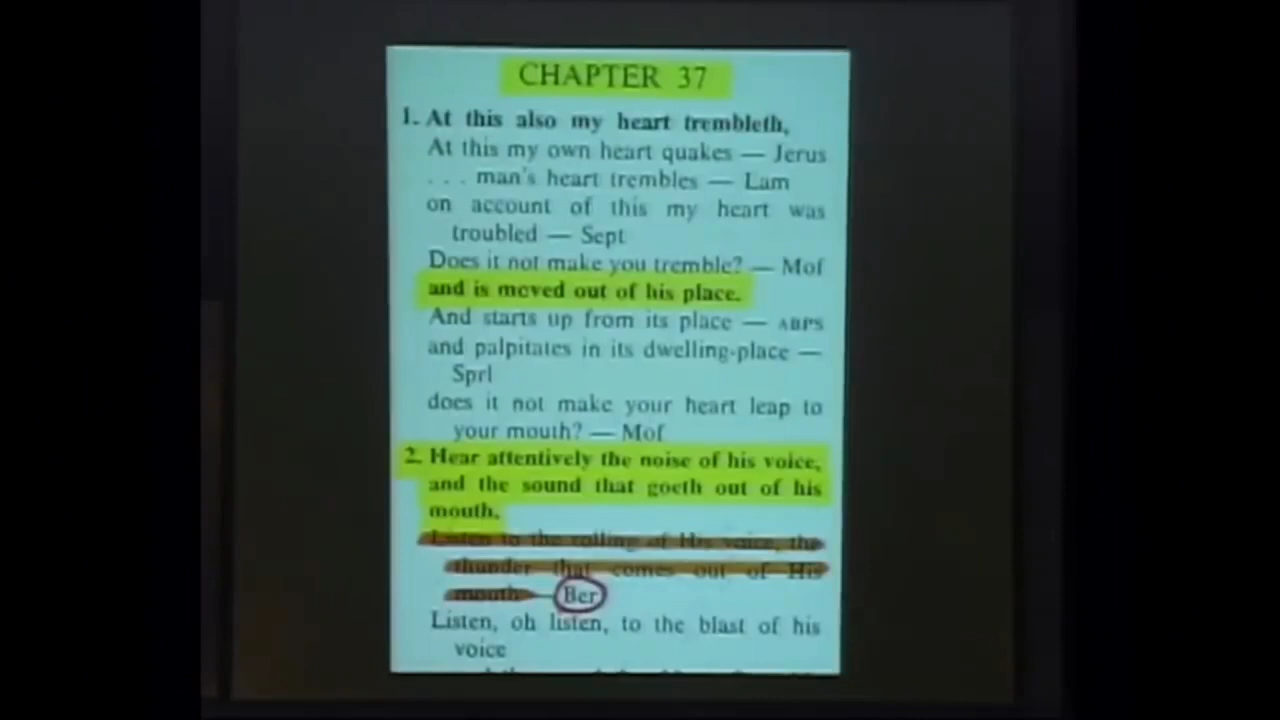 CHAPTER 37
1. At this also my heart trembleth,
At this my own heart quakes — Jerus
. . . man's heart trembles — Lam
on account of this my heart was
troubled — Sept
Does it not make you tremble? — Mof
and is moved out of his place.
And starts up from its place — ABPS
and palpitates in its dwelling-place —
Sprl
does it not make your heart leap to
your mouth? — Mof
2. Hear attentively the noise of his voice,
and the sound that goeth out of his
mouth.
Listen to the rolling of His voice, the
thunder that comes out of His
mouth — Ber
Listen, oh listen, to the blast of his
voice